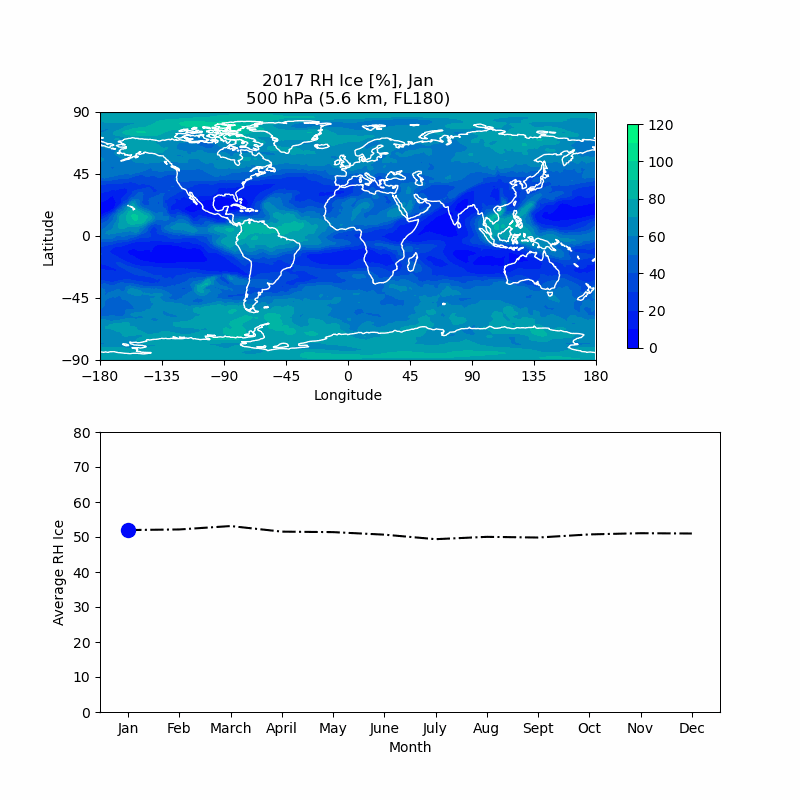 2017 RH Ice [%], Jan
500 hPa (5.6 km, FL180)
90
45
0
−45
−90
Latitude
−180 −135 −90 −45 0 45 90 135 180
Longitude
120
100
80
60
40
20
0
80
70
60
50
40
30
20
10
0
Average RH Ice
Jan Feb March April May June July Aug Sept Oct Nov Dec
Month